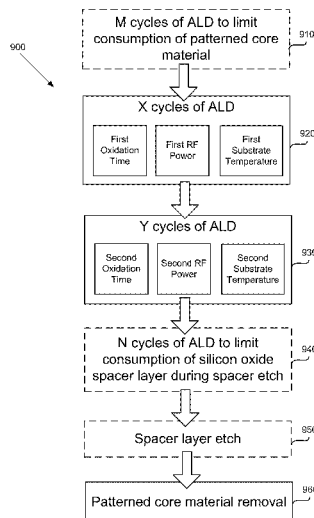 900
M cycles of ALD to limit
consumption of patterned core
material
910
X cycles of ALD
920
First
Oxidation
Time
First RF
Power
First
Substrate
Temperature
Y cycles of ALD
Second
Oxidation
Time
Second RF
Power
Second
Substrate
Temperature
N cycles of ALD to limit
consumption of silicon oxide
spacer layer during spacer etch
Spacer layer etch
Patterned core material removal